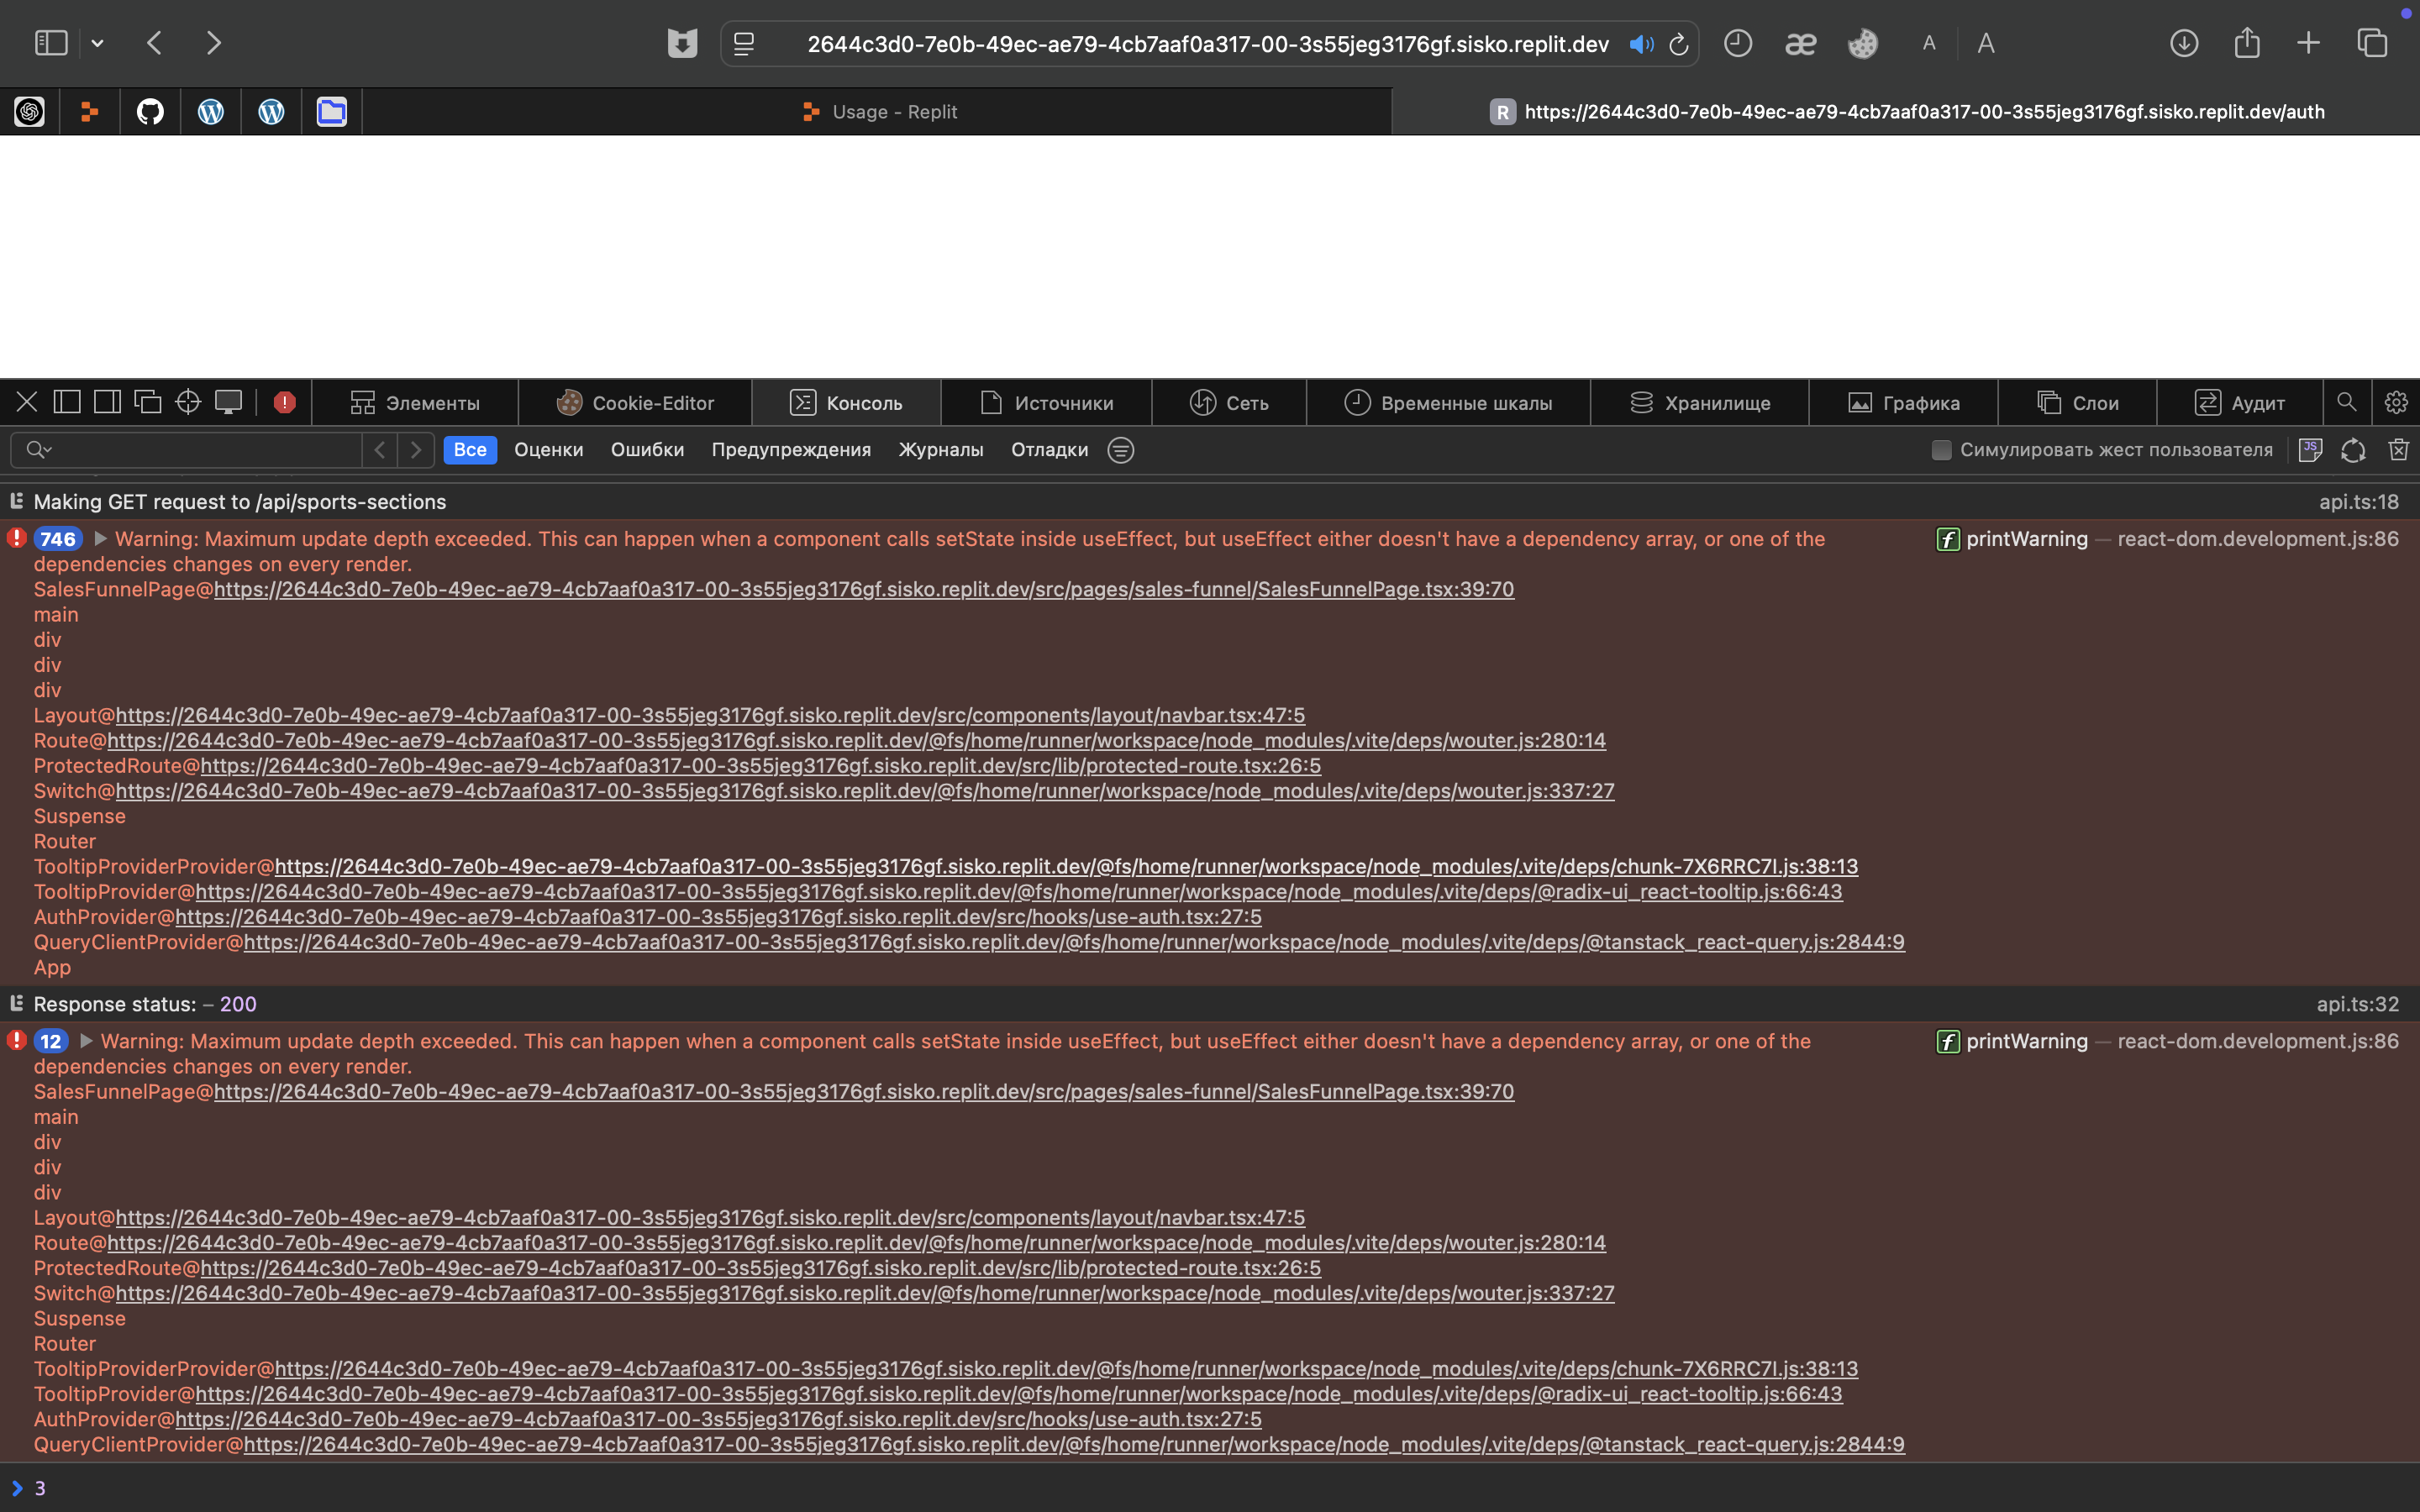 2644c3d0-7e0b-49ec-ae79-4cb7aaf0a317-00-3s55jeg3176gf.sisko.replit.dev
æ
A
A
Usage - Replit
R
https://2644c3d0-7e0b-49ec-ae79-4cb7aaf0a317-00-3s55jeg3176gf.sisko.replit.dev/auth
Элементы
Cookie-Editor
Консоль
Источники
Сеть
Временные шкалы
Хранилище
Графика
Слои
Аудит
Все
Оценки
Ошибки
Предупреждения
Журналы
Отладки
Симулировать жест пользователя
JS
Making GET request to /api/sports-sections
api.ts:18
746 Warning: Maximum update depth exceeded. This can happen when a component calls setState inside useEffect, but useEffect either doesn't have a dependency array, or one of the
f printWarning — react-dom.development.js:86
dependencies changes on every render.
SalesFunnelPage@https://2644c3d0-7e0b-49ec-ae79-4cb7aaf0a317-00-3s55jeg3176gf.sisko.replit.dev/src/pages/sales-funnel/SalesFunnelPage.tsx:39:70
main
div
div
div
Layout@https://2644c3d0-7e0b-49ec-ae79-4cb7aaf0a317-00-3s55jeg3176gf.sisko.replit.dev/src/components/layout/navbar.tsx:47:5
Route@https://2644c3d0-7e0b-49ec-ae79-4cb7aaf0a317-00-3s55jeg3176gf.sisko.replit.dev/@fs/home/runner/workspace/node_modules/.vite/deps/wouter.js:280:14
ProtectedRoute@https://2644c3d0-7e0b-49ec-ae79-4cb7aaf0a317-00-3s55jeg3176gf.sisko.replit.dev/src/lib/protected-route.tsx:26:5
Switch@https://2644c3d0-7e0b-49ec-ae79-4cb7aaf0a317-00-3s55jeg3176gf.sisko.replit.dev/@fs/home/runner/workspace/node_modules/.vite/deps/wouter.js:337:27
Suspense
Router
TooltipProviderProvider@https://2644c3d0-7e0b-49ec-ae79-4cb7aaf0a317-00-3s55jeg3176gf.sisko.replit.dev/@fs/home/runner/workspace/node_modules/.vite/deps/chunk-7X6RRC7I.js:38:13
TooltipProvider@https://2644c3d0-7e0b-49ec-ae79-4cb7aaf0a317-00-3s55jeg3176gf.sisko.replit.dev/@fs/home/runner/workspace/node_modules/.vite/deps/@radix-ui_react-tooltip.js:66:43
AuthProvider@https://2644c3d0-7e0b-49ec-ae79-4cb7aaf0a317-00-3s55jeg3176gf.sisko.replit.dev/src/hooks/use-auth.tsx:27:5
QueryClientProvider@https://2644c3d0-7e0b-49ec-ae79-4cb7aaf0a317-00-3s55jeg3176gf.sisko.replit.dev/@fs/home/runner/workspace/node_modules/.vite/deps/@tanstack_react-query.js:2844:9
App
Response status: – 200
api.ts:32
12 Warning: Maximum update depth exceeded. This can happen when a component calls setState inside useEffect, but useEffect either doesn't have a dependency array, or one of the
f printWarning — react-dom.development.js:86
dependencies changes on every render.
SalesFunnelPage@https://2644c3d0-7e0b-49ec-ae79-4cb7aaf0a317-00-3s55jeg3176gf.sisko.replit.dev/src/pages/sales-funnel/SalesFunnelPage.tsx:39:70
main
div
div
div
Layout@https://2644c3d0-7e0b-49ec-ae79-4cb7aaf0a317-00-3s55jeg3176gf.sisko.replit.dev/src/components/layout/navbar.tsx:47:5
Route@https://2644c3d0-7e0b-49ec-ae79-4cb7aaf0a317-00-3s55jeg3176gf.sisko.replit.dev/@fs/home/runner/workspace/node_modules/.vite/deps/wouter.js:280:14
ProtectedRoute@https://2644c3d0-7e0b-49ec-ae79-4cb7aaf0a317-00-3s55jeg3176gf.sisko.replit.dev/src/lib/protected-route.tsx:26:5
Switch@https://2644c3d0-7e0b-49ec-ae79-4cb7aaf0a317-00-3s55jeg3176gf.sisko.replit.dev/@fs/home/runner/workspace/node_modules/.vite/deps/wouter.js:337:27
Suspense
Router
TooltipProviderProvider@https://2644c3d0-7e0b-49ec-ae79-4cb7aaf0a317-00-3s55jeg3176gf.sisko.replit.dev/@fs/home/runner/workspace/node_modules/.vite/deps/chunk-7X6RRC7I.js:38:13
TooltipProvider@https://2644c3d0-7e0b-49ec-ae79-4cb7aaf0a317-00-3s55jeg3176gf.sisko.replit.dev/@fs/home/runner/workspace/node_modules/.vite/deps/@radix-ui_react-tooltip.js:66:43
AuthProvider@https://2644c3d0-7e0b-49ec-ae79-4cb7aaf0a317-00-3s55jeg3176gf.sisko.replit.dev/src/hooks/use-auth.tsx:27:5
QueryClientProvider@https://2644c3d0-7e0b-49ec-ae79-4cb7aaf0a317-00-3s55jeg3176gf.sisko.replit.dev/@fs/home/runner/workspace/node_modules/.vite/deps/@tanstack_react-query.js:2844:9
3